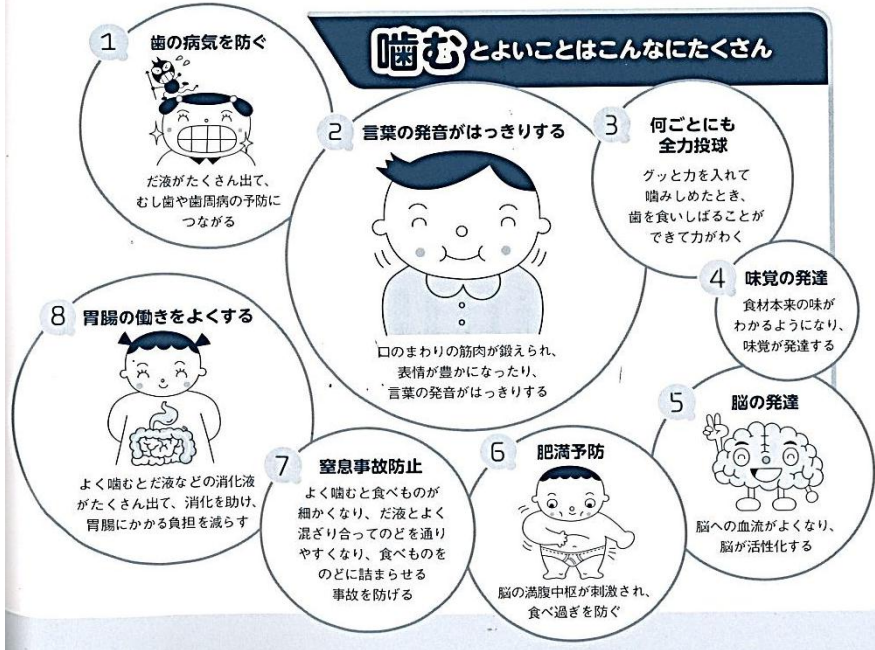 噛むとよいことはこんなにたくさん
1 歯の病気を防ぐ
だ液がたくさん出て、
むし歯や歯周病の予防に
つながる
2 言葉の発音がはっきりする
口のまわりの筋肉が鍛えられ、
表情が豊かになったり、
言葉の発音がはっきりする
3 何ごとにも
全力投球
グッと力を入れて
噛みしめたとき、
歯を食いしばることが
できて力がわく
4 味覚の発達
食材本来の味が
わかるようになり、
味覚が発達する
5 脳の発達
脳への血流がよくなり、
脳が活性化する
6 肥満予防
脳の満腹中枢が刺激され、
食べ過ぎを防ぐ
7 窒息事故防止
よく噛むと食べものが
細かくなり、だ液とよく
混ざり合ってのどを通り
やすくなり、食べものを
のどに詰まらせる
事故を防げる
8 胃腸の働きをよくする
よく噛むとだ液などの消化液
がたくさん出て、消化を助け、
胃腸にかかる負担を減らす